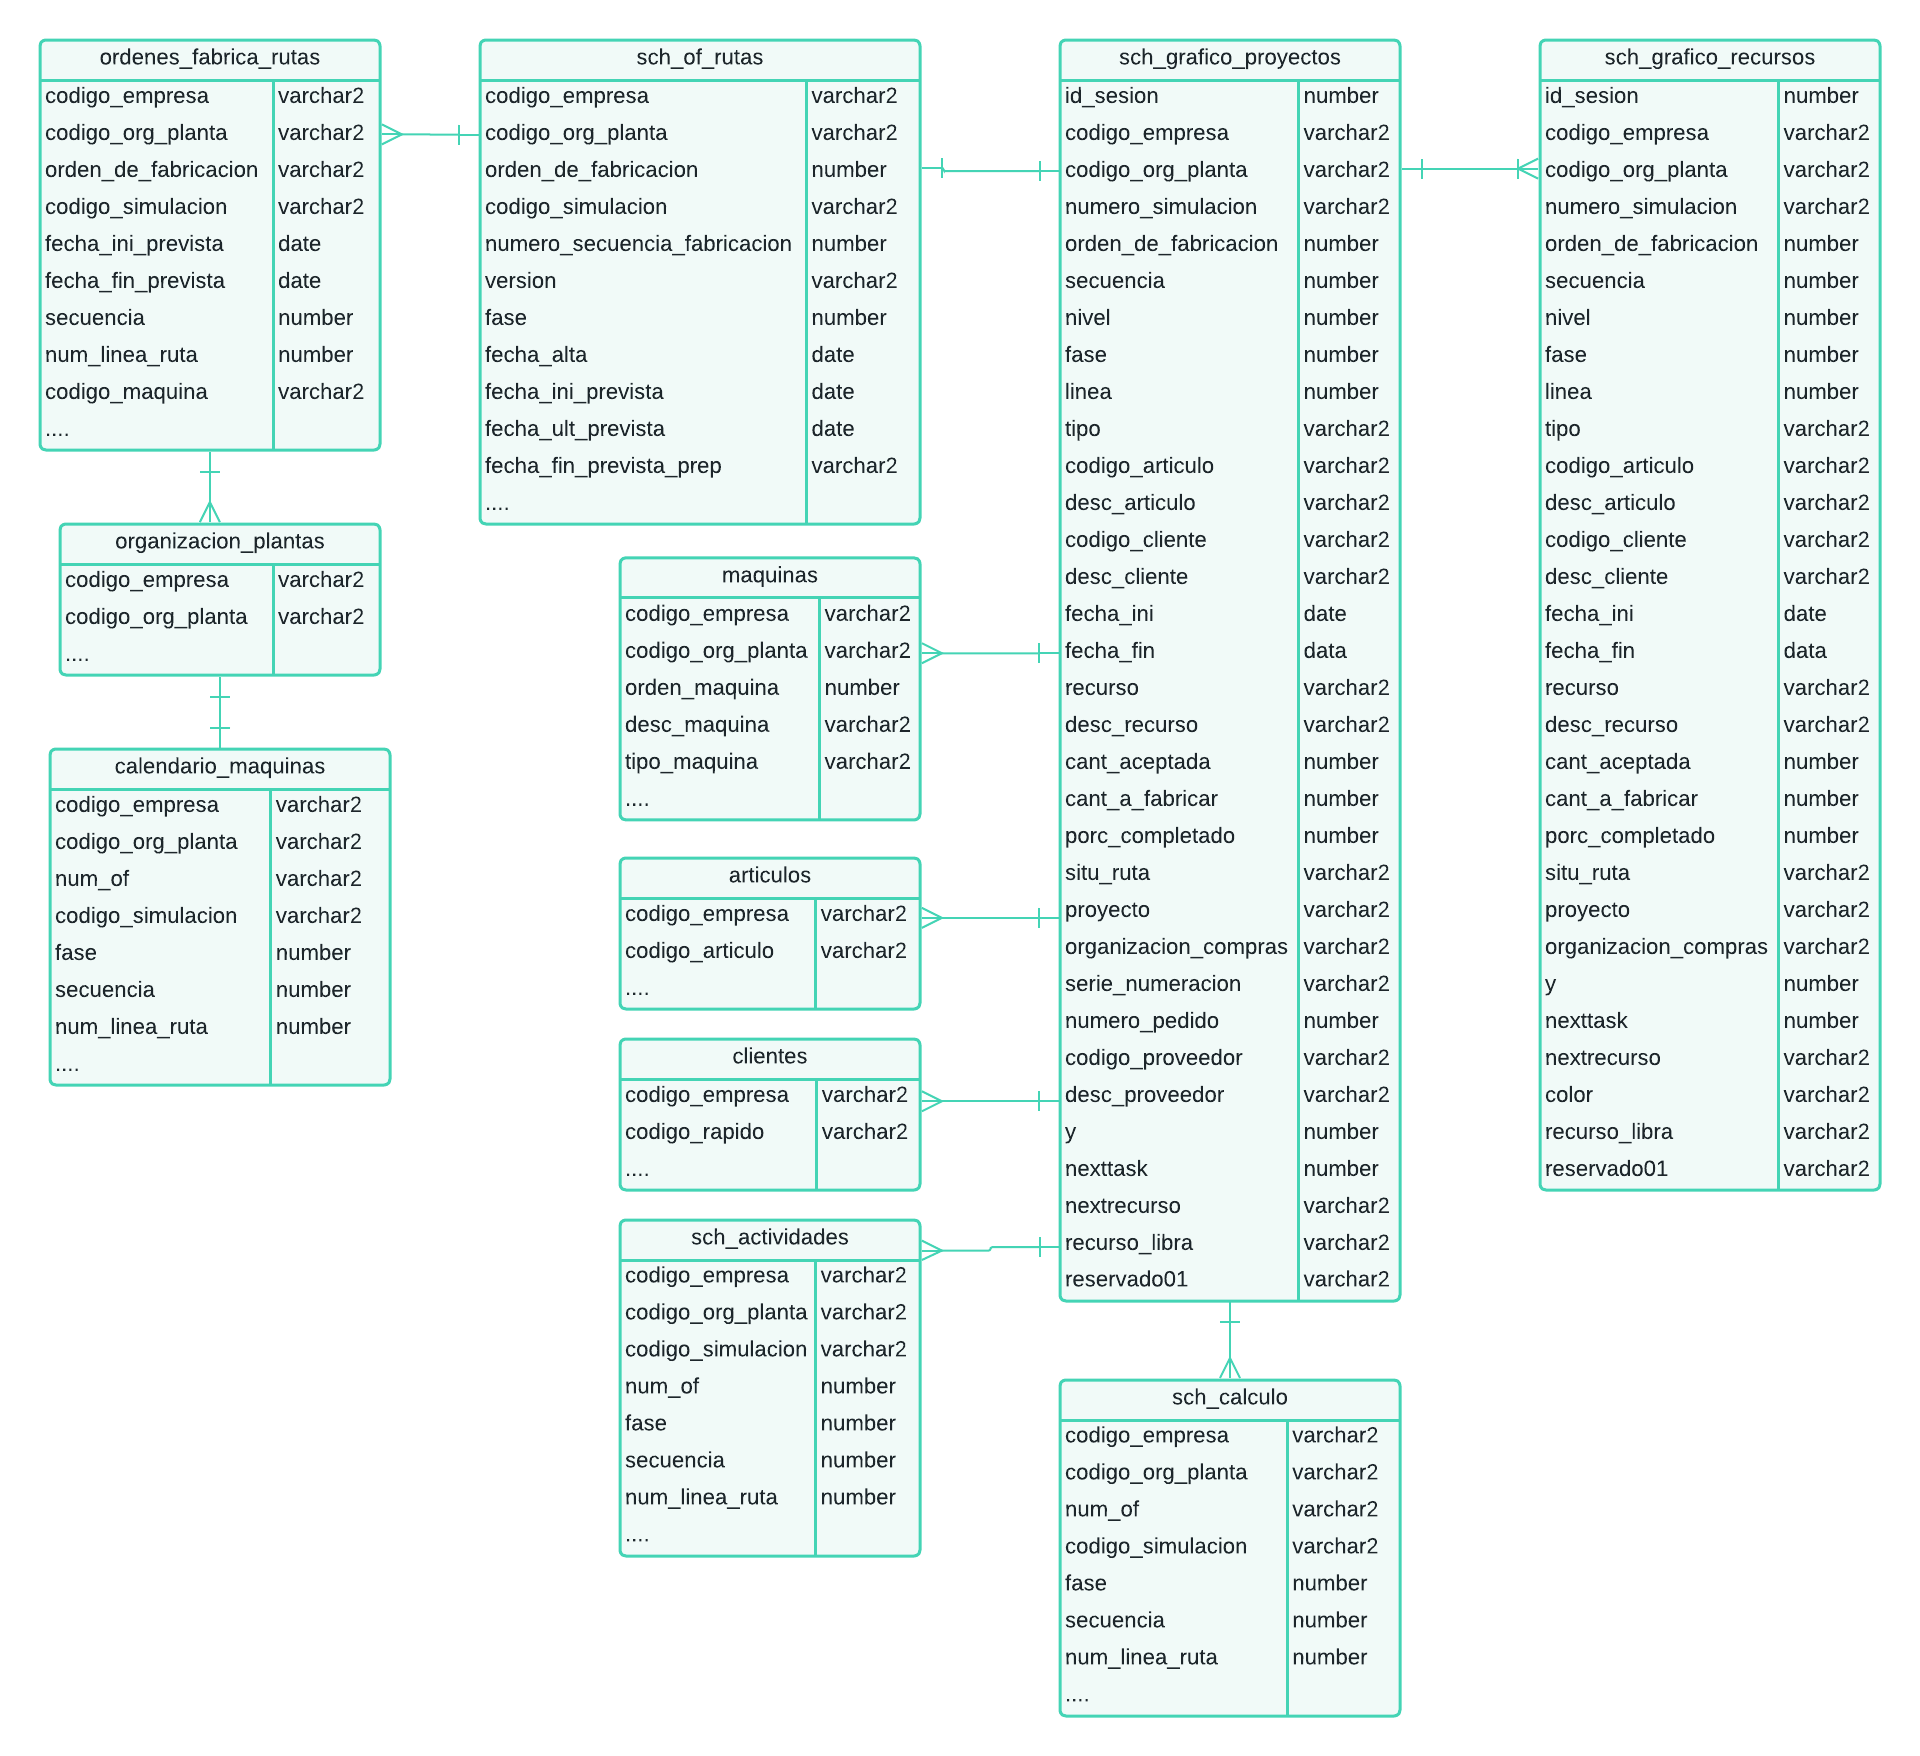 ordenes_fabrica_rutas
codigo_empresa varchar2
codigo_org_planta varchar2
orden_de_fabricacion varchar2
codigo_simulacion varchar2
fecha_ini_prevista date
fecha_fin_prevista date
secuencia number
num_linea_ruta number
codigo_maquina varchar2
....
organizacion_plantas
codigo_empresa varchar2
codigo_org_planta varchar2
....
calendario_maquinas
codigo_empresa varchar2
codigo_org_planta varchar2
num_of varchar2
codigo_simulacion varchar2
fase number
secuencia number
num_linea_ruta number
....
sch_of_rutas
codigo_empresa varchar2
codigo_org_planta varchar2
orden_de_fabricacion number
codigo_simulacion varchar2
numero_secuencia_fabricacion number
version varchar2
fase number
fecha_alta date
fecha_ini_prevista date
fecha_ult_prevista date
fecha_fin_prevista_prep varchar2
....
maquinas
codigo_empresa varchar2
codigo_org_planta varchar2
orden_maquina number
desc_maquina varchar2
tipo_maquina varchar2
....
articulos
codigo_empresa varchar2
codigo_articulo varchar2
....
clientes
codigo_empresa varchar2
codigo_rapido varchar2
....
sch_actividades
codigo_empresa varchar2
codigo_org_planta varchar2
codigo_simulacion varchar2
num_of number
fase number
secuencia number
num_linea_ruta number
....
sch_grafico_proyectos
id_sesion number
codigo_empresa varchar2
codigo_org_planta varchar2
numero_simulacion varchar2
orden_de_fabricacion number
secuencia number
nivel number
fase number
linea number
tipo varchar2
codigo_articulo varchar2
desc_articulo varchar2
codigo_cliente varchar2
desc_cliente varchar2
fecha_ini date
fecha_fin data
recurso varchar2
desc_recurso varchar2
cant_aceptada number
cant_a_fabricar number
porc_completado number
situ_ruta varchar2
proyecto varchar2
organizacion_compras varchar2
serie_numeracion varchar2
numero_pedido number
codigo_proveedor varchar2
desc_proveedor varchar2
y number
nexttask number
nextrecurso varchar2
recurso_libra varchar2
reservado01 varchar2
sch_calculo
codigo_empresa varchar2
codigo_org_planta varchar2
num_of varchar2
codigo_simulacion varchar2
fase number
secuencia number
num_linea_ruta number
....
sch_grafico_recursos
id_sesion number
codigo_empresa varchar2
codigo_org_planta varchar2
numero_simulacion varchar2
orden_de_fabricacion number
secuencia number
nivel number
fase number
linea number
tipo varchar2
codigo_articulo varchar2
desc_articulo varchar2
codigo_cliente varchar2
desc_cliente varchar2
fecha_ini date
fecha_fin data
recurso varchar2
desc_recurso varchar2
cant_aceptada number
cant_a_fabricar number
porc_completado number
situ_ruta varchar2
proyecto varchar2
organizacion_compras varchar2
y number
nexttask number
nextrecurso varchar2
color varchar2
recurso_libra varchar2
reservado01 varchar2